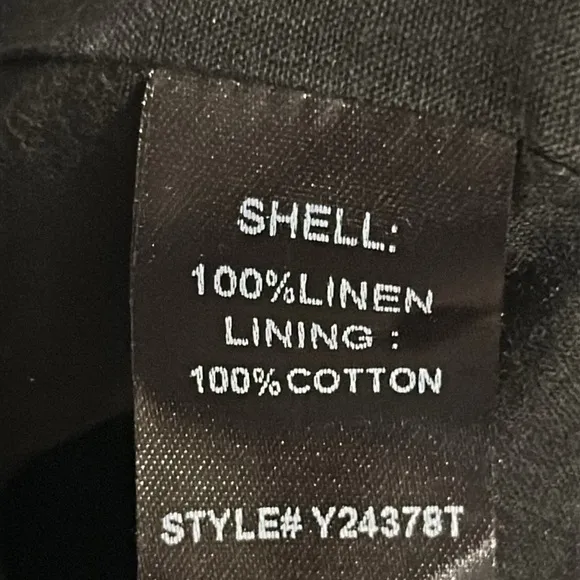 SHELL:
100%LINEN
LINING :
100%COTTON
STYLE# Y24378T